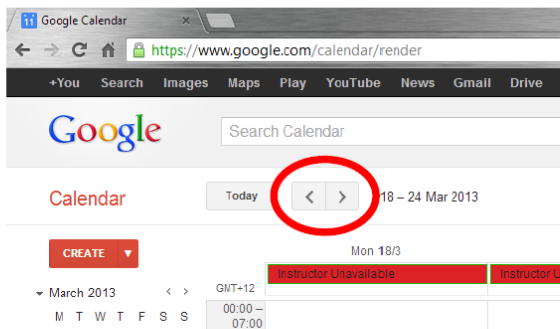 Google Calendar
https://www.google.com/calendar/render
+You Search Images Maps Play YouTube News Gmail Drive
Google
Search Calendar
Calendar
Today
18 – 24 Mar 2013
CREATE
Mon 18/3
Instructor Unavailable
Instructor U
March 2013
GMT+12
M T W T F S S
00:00 –
07:00